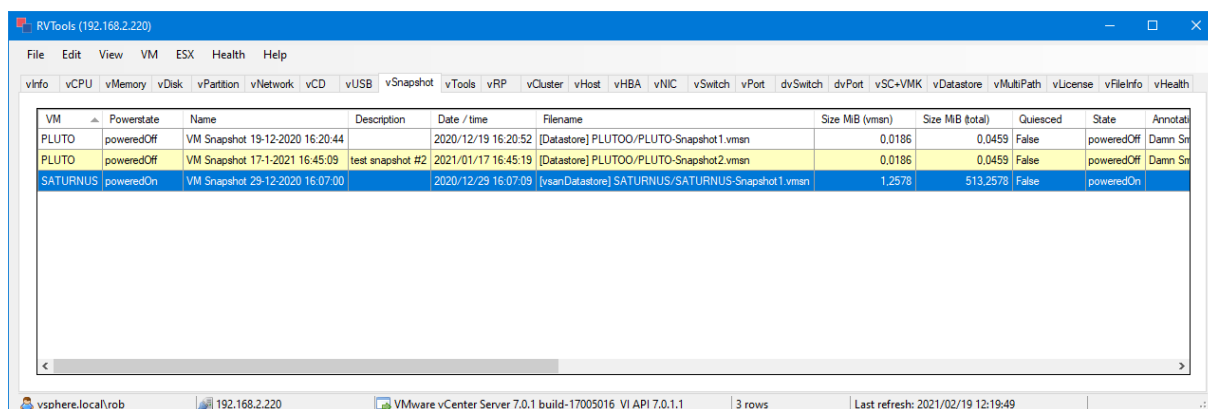 RVTools (192.168.2.220)
File Edit View VM ESX Health Help
vInfo vCPU vMemory vDisk vPartition vNetwork vCD vUSB vSnapshot vTools vRP vCluster vHost vHBA vNIC vSwitch vPort dvSwitch dvPort vSC+VMK vDatastore vMultiPath vLicense vFileInfo vHealth
VM Powerstate Name Description Date / time Filename Size MiB (vmsn) Size MiB (total) Quiesced State Annotati
PLUTO poweredOff VM Snapshot 19-12-2020 16:20:44 2020/12/19 16:20:52 [Datastore] PLUTOO/PLUTO-Snapshot1.vmsn 0,0186 0,0459 False poweredOff Damn Sn
PLUTO poweredOff VM Snapshot 17-1-2021 16:45:09 test snapshot #2 2021/01/17 16:45:19 [Datastore] PLUTOO/PLUTO-Snapshot2.vmsn 0,0186 0,0459 False poweredOff Damn Sn
SATURNUS poweredOn VM Snapshot 29-12-2020 16:07:00 2020/12/29 16:07:09 [vsanDatastore] SATURNUS/SATURNUS-Snapshot1.vmsn 1,2578 513,2578 False poweredOn
vsphere.local\rob 192.168.2.220 VMware vCenter Server 7.0.1 build-17005016 VI API 7.0.1.1 3 rows Last refresh: 2021/02/19 12:19:49